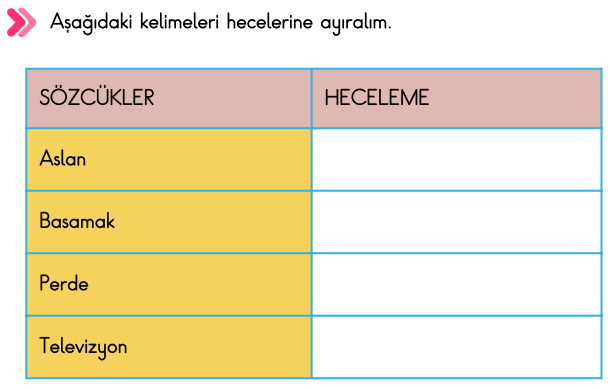 Aşağıdaki kelimeleri hecelerine ayıralım.
SÖZCÜKLER HECELEME
Aslan
Basamak
Perde
Televizyon